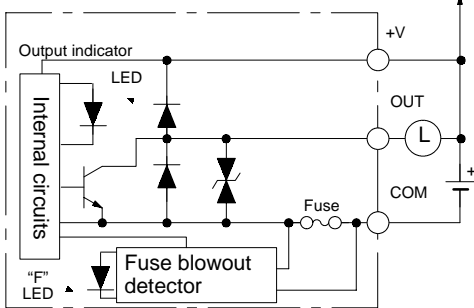 +V
Output indicator
LED
OUT
Internal circuits
L
+
COM
Fuse
"F"
LED
Fuse blowout
detector